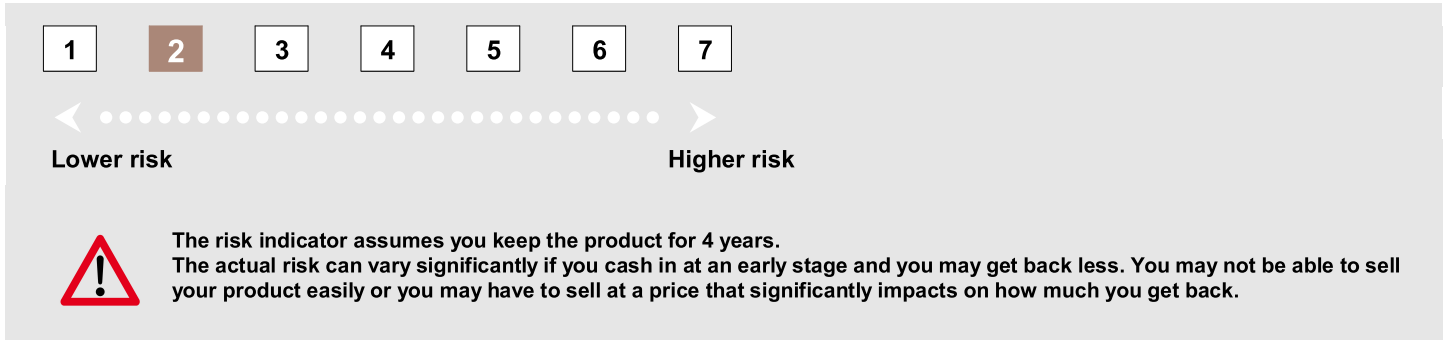 1 2 3 4 5 6 7
Lower risk Higher risk
The risk indicator assumes you keep the product for 4 years.
The actual risk can vary significantly if you cash in at an early stage and you may get back less. You may not be able to sell
your product easily or you may have to sell at a price that significantly impacts on how much you get back.